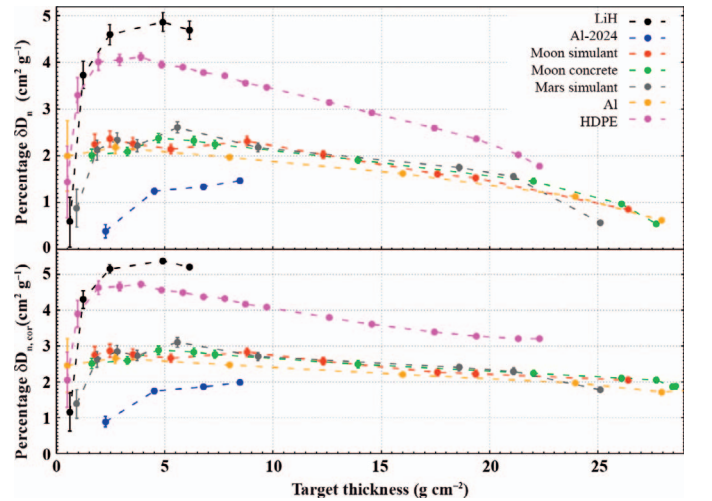 5
4
3
2
1
0
Percentage δDₙ (cm² g⁻¹)
LiH
Al-2024
Moon simulant
Moon concrete
Mars simulant
Al
HDPE
5
4
3
2
1
0
Percentage δDₙ,cor (cm² g⁻¹)
0 5 10 15 20 25
Target thickness (g cm⁻²)